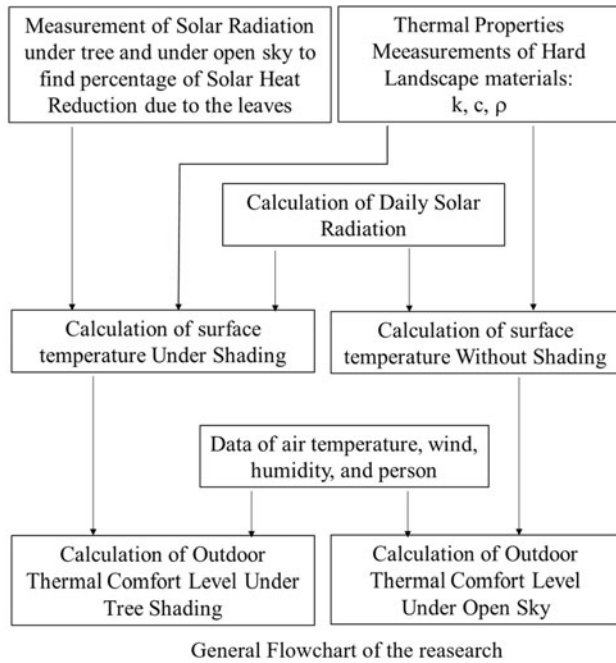 Measurement of Solar Radiation
under tree and under open sky to
find percentage of Solar Heat
Reduction due to the leaves
Thermal Properties
Meeasurements of Hard
Landscape materials:
k, c, ρ
Calculation of Daily Solar
Radiation
Calculation of surface
temperature Under Shading
Calculation of surface
temperature Without Shading
Data of air temperature, wind,
humidity, and person
Calculation of Outdoor
Thermal Comfort Level Under
Tree Shading
Calculation of Outdoor
Thermal Comfort Level
Under Open Sky
General Flowchart of the reasearch